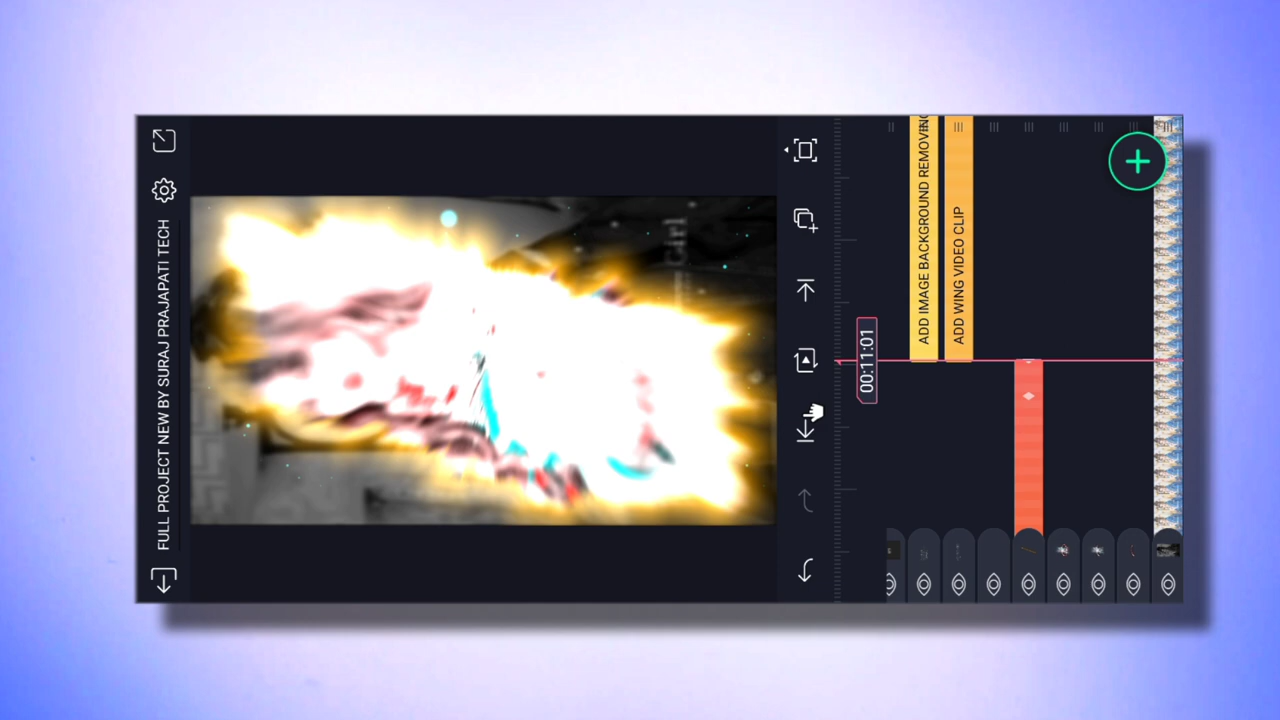 FULL PROJECT NEW BY SURAJ PRAJAPATI TECH
00:11:01
ADD IMAGE BACKGROUND REMOVING
ADD WING VIDEO CLIP